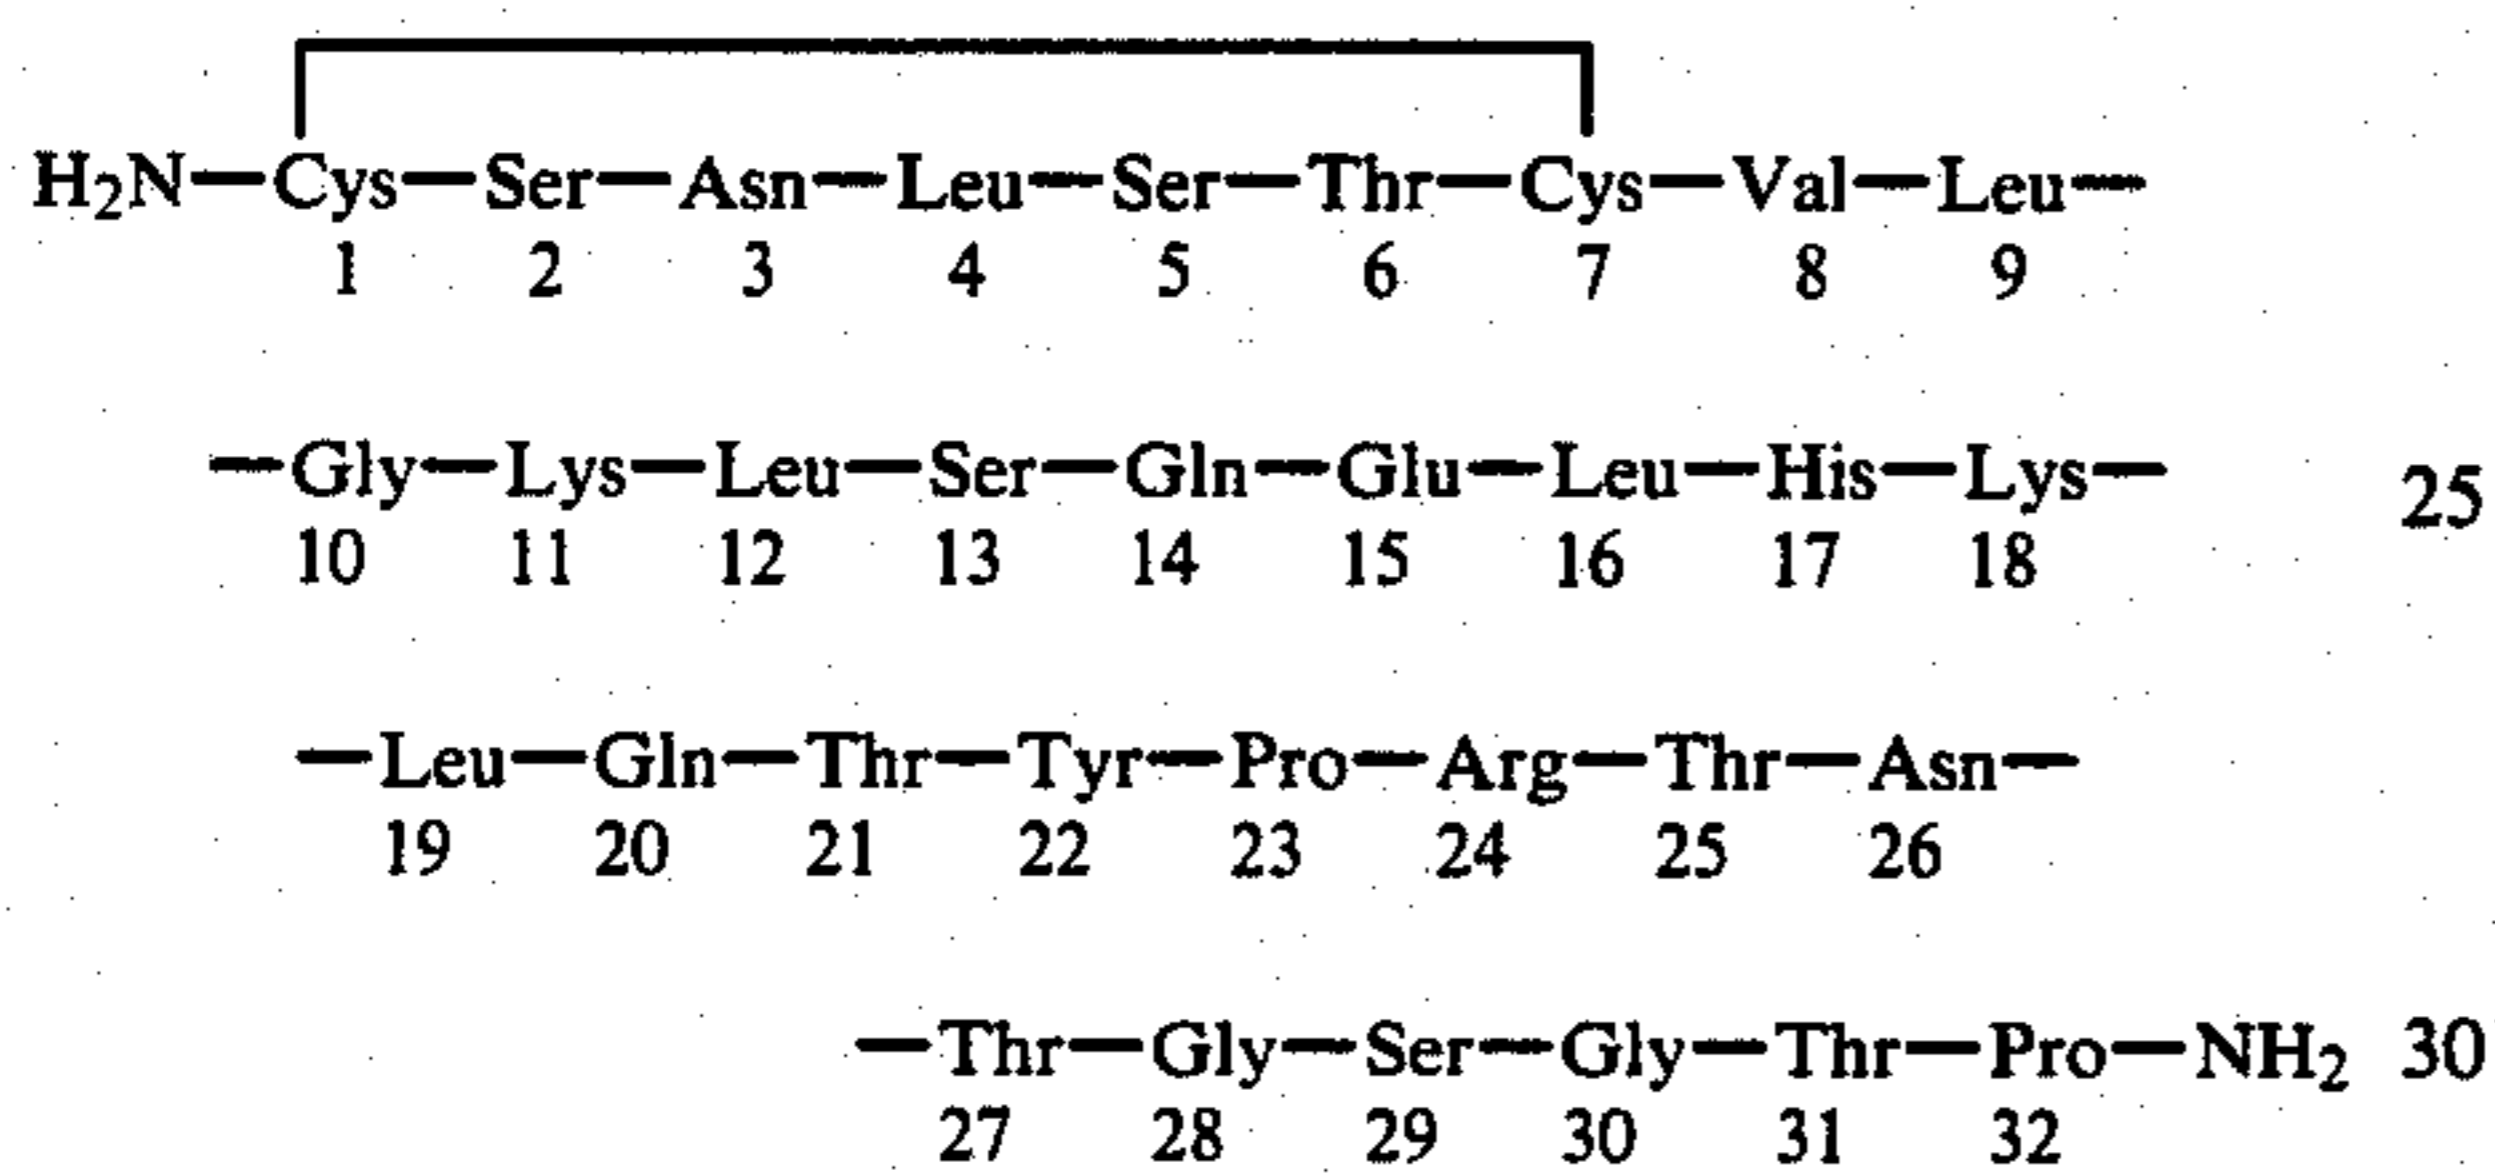 H2N—Cys—Ser—Asn—Leu—Ser—Thr—Cys—Val—Leu—
1 2 3 4 5 6 7 8 9
—Gly—Lys—Leu—Ser—Gln—Glu—Leu—His—Lys— 25
10 11 12 13 14 15 16 17 18
—Leu—Gln—Thr—Tyr—Pro—Arg—Thr—Asn—
19 20 21 22 23 24 25 26
—Thr—Gly—Ser—Gly—Thr—Pro—NH2 30
27 28 29 30 31 32